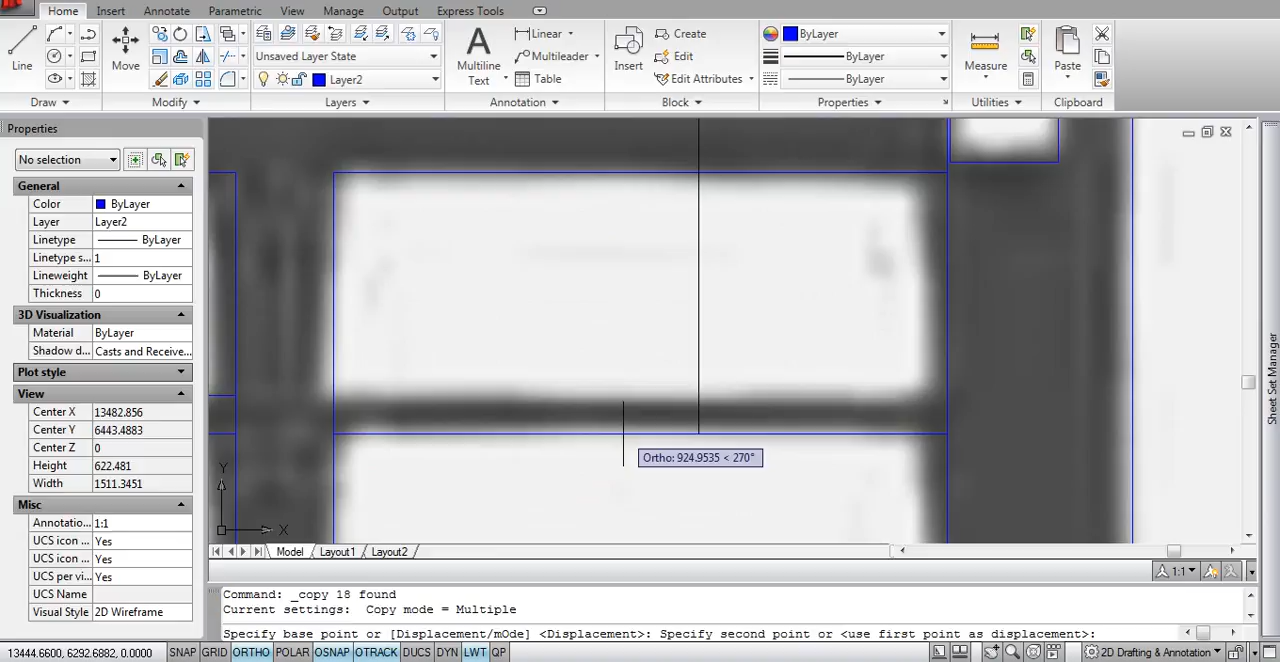 Home Insert Annotate Parametric View Manage Output Express Tools
Line
Move
Unsaved Layer State
Layer2
Multiline
Text
Linear
Multileader
Table
Insert
Create
Edit
Edit Attributes
ByLayer
ByLayer
ByLayer
Measure
Paste
Draw Modify Layers Annotation Block Properties Utilities Clipboard
Properties
No selection
General
Color ByLayer
Layer Layer2
Linetype ByLayer
Linetype s... 1
Lineweight ByLayer
Thickness 0
3D Visualization
Material ByLayer
Shadow d... Casts and Receive...
Plot style
View
Center X 13482.856
Center Y 6443.4883
Center Z 0
Height 622.481
Width 1511.3451
Misc
Annotatio... 1:1
UCS icon ... Yes
UCS icon ... Yes
UCS per vi... Yes
UCS Name
Visual Style 2D Wireframe
Ortho: 924.9535 < 270°
Y
X
Model Layout1 Layout2
1:1
Sheet Set Manager
Command: _copy 18 found
Current settings: Copy mode = Multiple
Specify base point or [Displacement/mOde] <Displacement>: Specify second point or <use first point as displacement>:
13444.6600, 6292.6882, 0.0000 SNAP GRID ORTHO POLAR OSNAP OTRACK DUCS DYN LWT QP 2D Drafting & Annotation